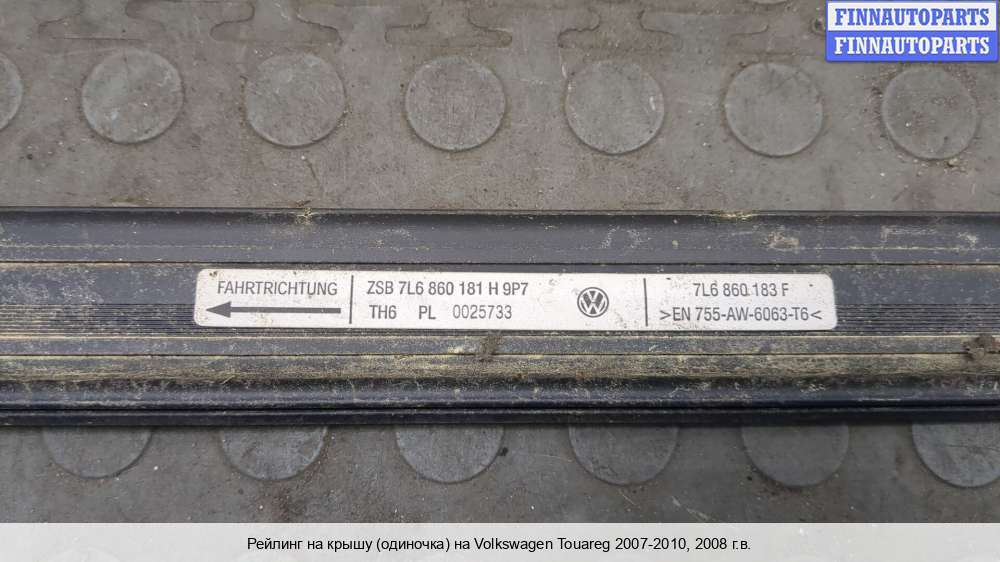 FINNAUTOPARTS
FINNAUTOPARTS
FAHRTRICHTUNG
ZSB 7L6 860 181 H 9P7
TH6 PL 0025733
7L6 860 183 F
>EN 755-AW-6063-T6<
Рейлинг на крышу (одиночка) на Volkswagen Touareg 2007-2010, 2008 г.в.